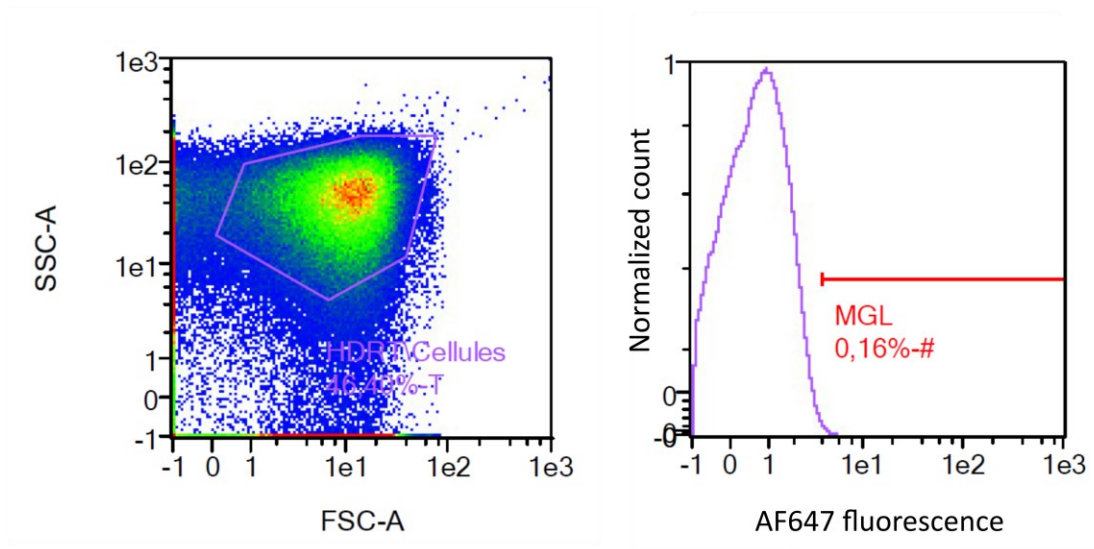 1e3
1e2
1e1
1
0
-1
SSC-A
Cellules
-1 0 1 1e1 1e2 1e3
FSC-A
1
0
-0
Normalized count
MGL
0,16%-#
-1 0 1 1e1 1e2 1e3
AF647 fluorescence